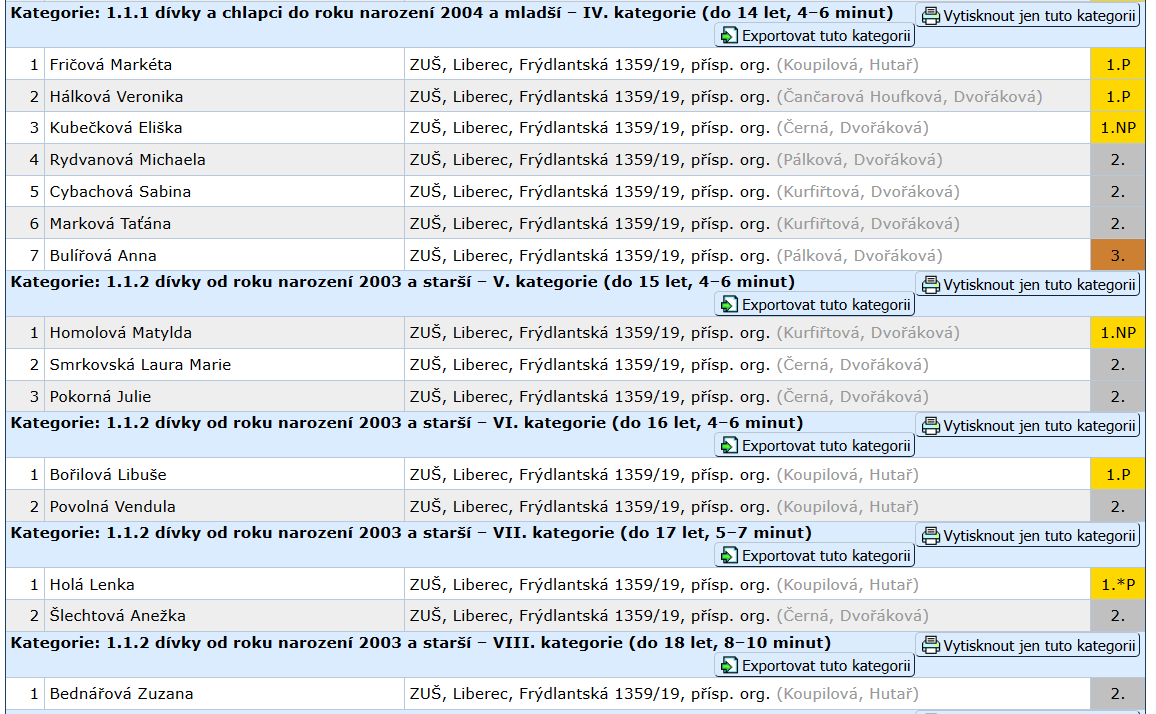 Kategorie: 1.1.1 dívky a chlapci do roku narození 2004 a mladší – IV. kategorie (do 14 let, 4–6 minut) Vytisknout jen tuto kategorii
Exportovat tuto kategorii
1 Fričová Markéta ZUŠ, Liberec, Frýdlantská 1359/19, přísp. org. (Koupilová, Hutař) 1.P
2 Hálková Veronika ZUŠ, Liberec, Frýdlantská 1359/19, přísp. org. (Čančarová Houfková, Dvořáková) 1.P
3 Kubečková Eliška ZUŠ, Liberec, Frýdlantská 1359/19, přísp. org. (Černá, Dvořáková) 1.NP
4 Rydvanová Michaela ZUŠ, Liberec, Frýdlantská 1359/19, přísp. org. (Pálková, Dvořáková) 2.
5 Cybachová Sabina ZUŠ, Liberec, Frýdlantská 1359/19, přísp. org. (Kurfiřtová, Dvořáková) 2.
6 Marková Taťána ZUŠ, Liberec, Frýdlantská 1359/19, přísp. org. (Kurfiřtová, Dvořáková) 2.
7 Bulířová Anna ZUŠ, Liberec, Frýdlantská 1359/19, přísp. org. (Pálková, Dvořáková) 3.
Kategorie: 1.1.2 dívky od roku narození 2003 a starší – V. kategorie (do 15 let, 4–6 minut) Vytisknout jen tuto kategorii
Exportovat tuto kategorii
1 Homolová Matylda ZUŠ, Liberec, Frýdlantská 1359/19, přísp. org. (Kurfiřtová, Dvořáková) 1.NP
2 Smrkovská Laura Marie ZUŠ, Liberec, Frýdlantská 1359/19, přísp. org. (Černá, Dvořáková) 2.
3 Pokorná Julie ZUŠ, Liberec, Frýdlantská 1359/19, přísp. org. (Černá, Dvořáková) 2.
Kategorie: 1.1.2 dívky od roku narození 2003 a starší – VI. kategorie (do 16 let, 4–6 minut) Vytisknout jen tuto kategorii
Exportovat tuto kategorii
1 Bořilová Libuše ZUŠ, Liberec, Frýdlantská 1359/19, přísp. org. (Koupilová, Hutař) 1.P
2 Povolná Vendula ZUŠ, Liberec, Frýdlantská 1359/19, přísp. org. (Koupilová, Hutař) 2.
Kategorie: 1.1.2 dívky od roku narození 2003 a starší – VII. kategorie (do 17 let, 5–7 minut) Vytisknout jen tuto kategorii
Exportovat tuto kategorii
1 Holá Lenka ZUŠ, Liberec, Frýdlantská 1359/19, přísp. org. (Koupilová, Hutař) 1.*P
2 Šlechtová Anežka ZUŠ, Liberec, Frýdlantská 1359/19, přísp. org. (Černá, Dvořáková) 2.
Kategorie: 1.1.2 dívky od roku narození 2003 a starší – VIII. kategorie (do 18 let, 8–10 minut) Vytisknout jen tuto kategorii
Exportovat tuto kategorii
1 Bednářová Zuzana ZUŠ, Liberec, Frýdlantská 1359/19, přísp. org. (Koupilová, Hutař) 2.